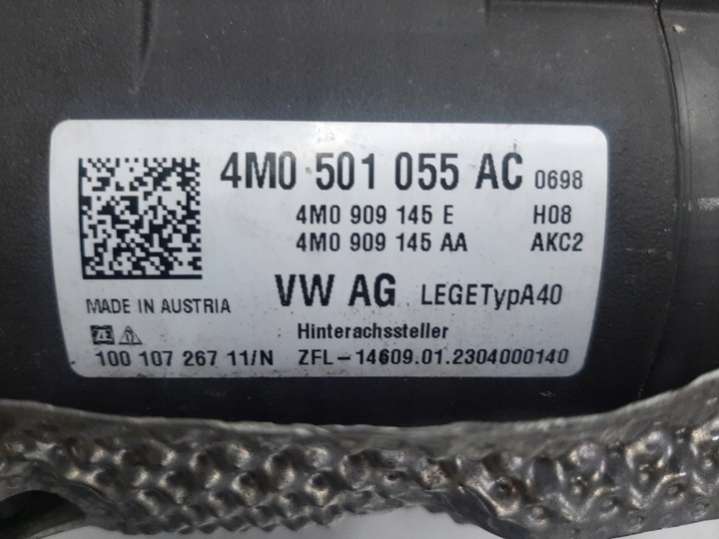 4M0 501 055 AC 0698
4M0 909 145 E H08
4M0 909 145 AA AKC2
MADE IN AUSTRIA VW AG LEGETypA40
ZF Hinterachssteller
100 107 267 11/N ZFL-14609.01.2304000140